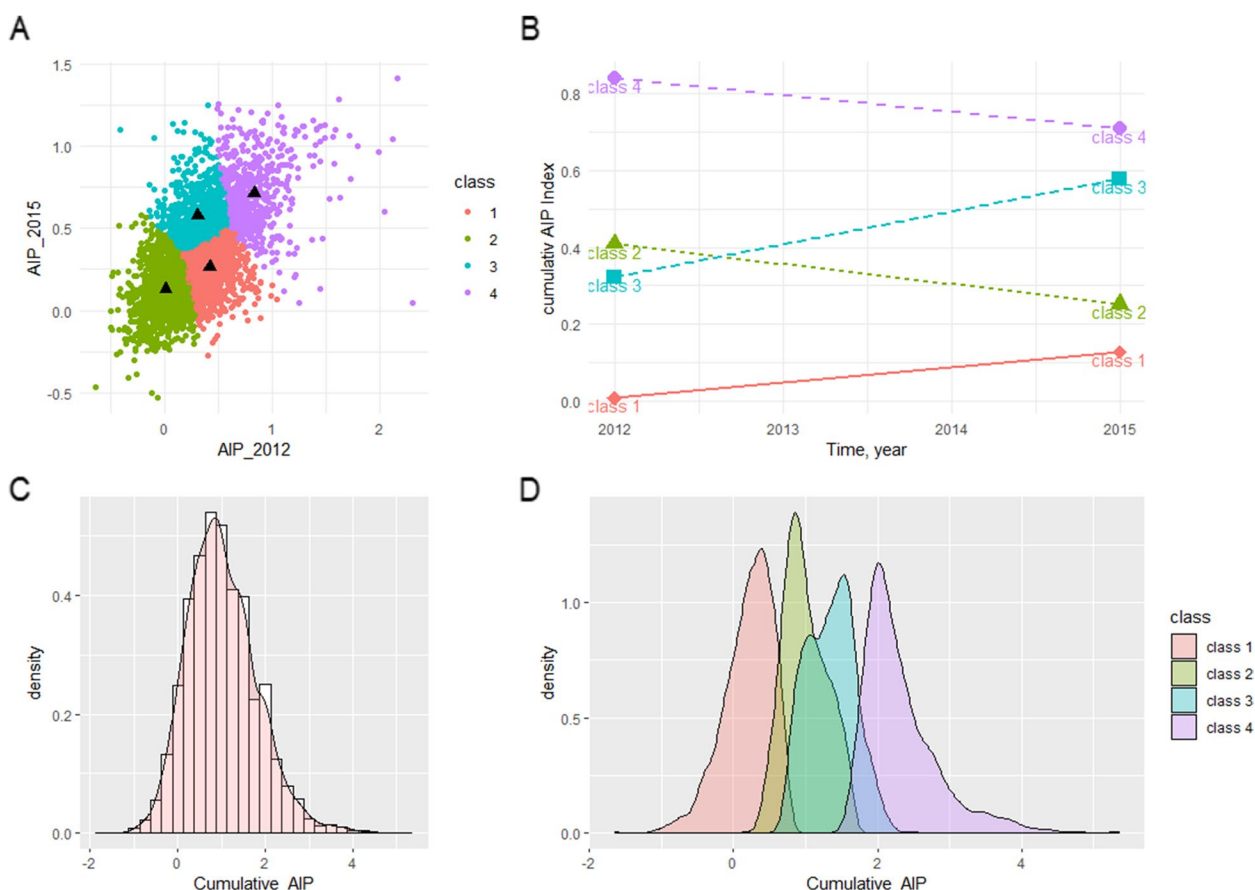 A
1.5
1.0
0.5
0.0
-0.5
AIP_2015
0
1
2
AIP_2012
class
1
2
3
4
B
0.8
0.6
0.4
0.2
0.0
cumulativ AIP Index
class 4
class 2
class 3
class 1
class 4
class 3
class 2
class 1
2012
2013
2014
2015
Time, year
C
0.4
0.2
0.0
density
-2
0
2
4
Cumulative_AIP
D
1.0
0.5
0.0
density
-2
0
2
4
Cumulative_AIP
class
class 1
class 2
class 3
class 4